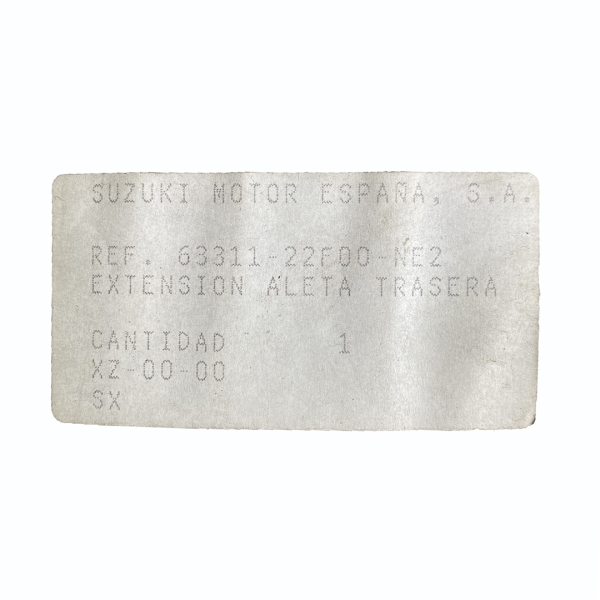 SUZUKI MOTOR ESPAÑA, S.A.
REF. 63311-22F00-NE2
EXTENSION ALETA TRASERA
CANTIDAD 1
XZ-00-00
SX